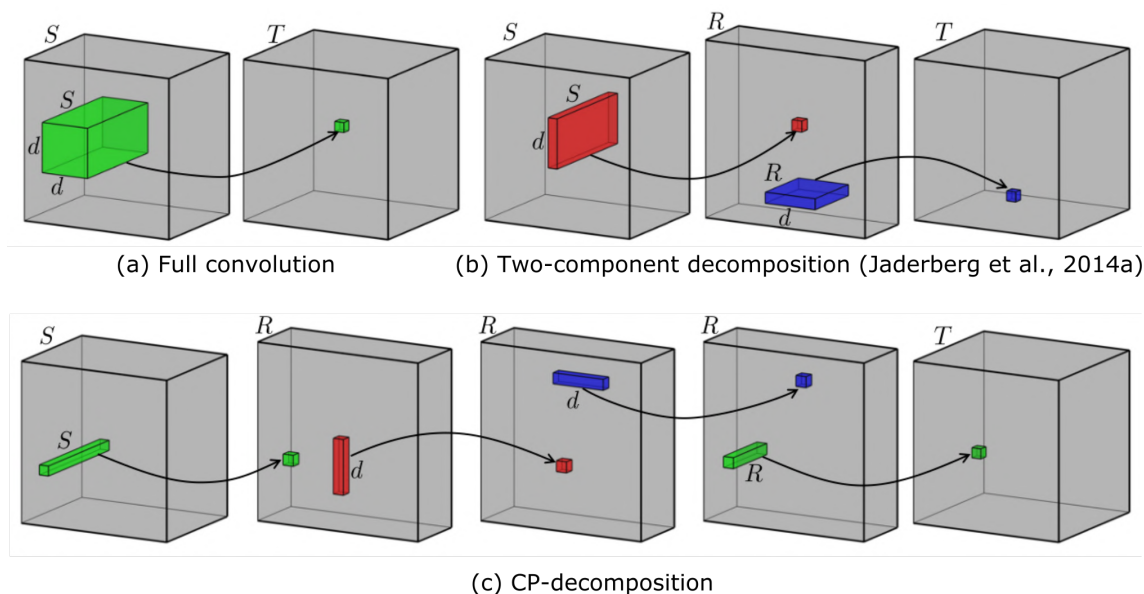 S
T
S
d
d
(a) Full convolution
S
R
T
S
d
R
d
(b) Two-component decomposition (Jaderberg et al., 2014a)
S
R
R
R
T
S
d
d
R
(c) CP-decomposition